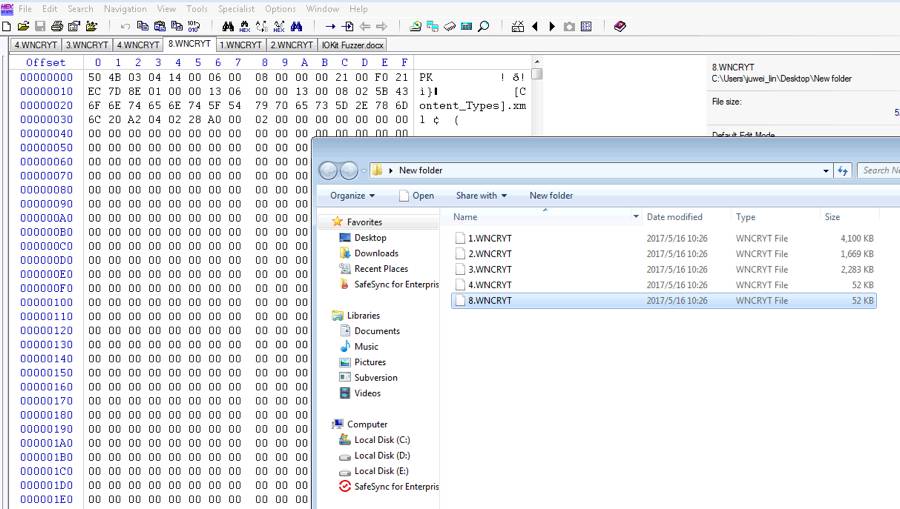 File Edit Search Navigation View Tools Specialist Options Window Help
4.WNCRYT 3.WNCRYT 4.WNCRYT 8.WNCRYT 1.WNCRYT 2.WNCRYT IOKit Fuzzer.docx
Offset 0 1 2 3 4 5 6 7 8 9 A B C D E F
00000000 50 4B 03 04 14 00 06 00 08 00 00 00 21 00 F0 21 PK ! ð!
00000010 EC 7D 8E 01 00 00 13 06 00 00 13 00 08 02 5B 43 ì} [C
00000020 6F 6E 74 65 6E 74 5F 54 79 70 65 73 5D 2E 78 6D ontent_Types].xm
00000030 6C 20 A2 04 02 28 A0 00 02 00 00 00 00 00 00 00 l ¢ (
00000040 00 00 00 00 00 00 00 00 00 00 00 00 00 00 00 00
00000050 00 00 00 00 00 00 00 00 00 00 00
00000060 00 00 00 00 00 00 00 00 00 00 00
00000070 00 00 00 00 00 00 00 00 00 00 00
00000080 00 00 00 00 00 00 00 00 00 00 00
00000090 00 00 00 00 00 00 00 00 00 00 00
000000A0 00 00 00 00 00 00 00 00 00 00 00
000000B0 00 00 00 00 00 00 00 00 00 00 00
000000C0 00 00 00 00 00 00 00 00 00 00 00
000000D0 00 00 00 00 00 00 00 00 00 00 00
000000E0 00 00 00 00 00 00 00 00 00 00 00
000000F0 00 00 00 00 00 00 00 00 00 00 00
00000100 00 00 00 00 00 00 00 00 00 00 00
00000110 00 00 00 00 00 00 00 00 00 00 00
00000120 00 00 00 00 00 00 00 00 00 00 00
00000130 00 00 00 00 00 00 00 00 00 00 00
00000140 00 00 00 00 00 00 00 00 00 00 00
00000150 00 00 00 00 00 00 00 00 00 00 00
00000160 00 00 00 00 00 00 00 00 00 00 00
00000170 00 00 00 00 00 00 00 00 00 00 00
00000180 00 00 00 00 00 00 00 00 00 00 00
00000190 00 00 00 00 00 00 00 00 00 00 00
000001A0 00 00 00 00 00 00 00 00 00 00 00
000001B0 00 00 00 00 00 00 00 00 00 00 00
000001C0 00 00 00 00 00 00 00 00 00 00 00
000001D0 00 00 00 00 00 00 00 00 00 00 00
000001E0 00 00 00 00 00 00 00 00 00 00 00
8.WNCRYT
C:\Users\juwei_lin\Desktop\New folder
File size:
Default Edit Mode
New folder
Search Ne
Organize Open Share with New folder
Favorites
Desktop
Downloads
Recent Places
SafeSync for Enterpris
Libraries
Documents
Music
Pictures
Subversion
Videos
Computer
Local Disk (C:)
Local Disk (D:)
Local Disk (E:)
SafeSync for Enterpris
Name Date modified Type Size
1.WNCRYT 2017/5/16 10:26 WNCRYT File 4,100 KB
2.WNCRYT 2017/5/16 10:26 WNCRYT File 1,669 KB
3.WNCRYT 2017/5/16 10:26 WNCRYT File 2,283 KB
4.WNCRYT 2017/5/16 10:26 WNCRYT File 52 KB
8.WNCRYT 2017/5/16 10:26 WNCRYT File 52 KB